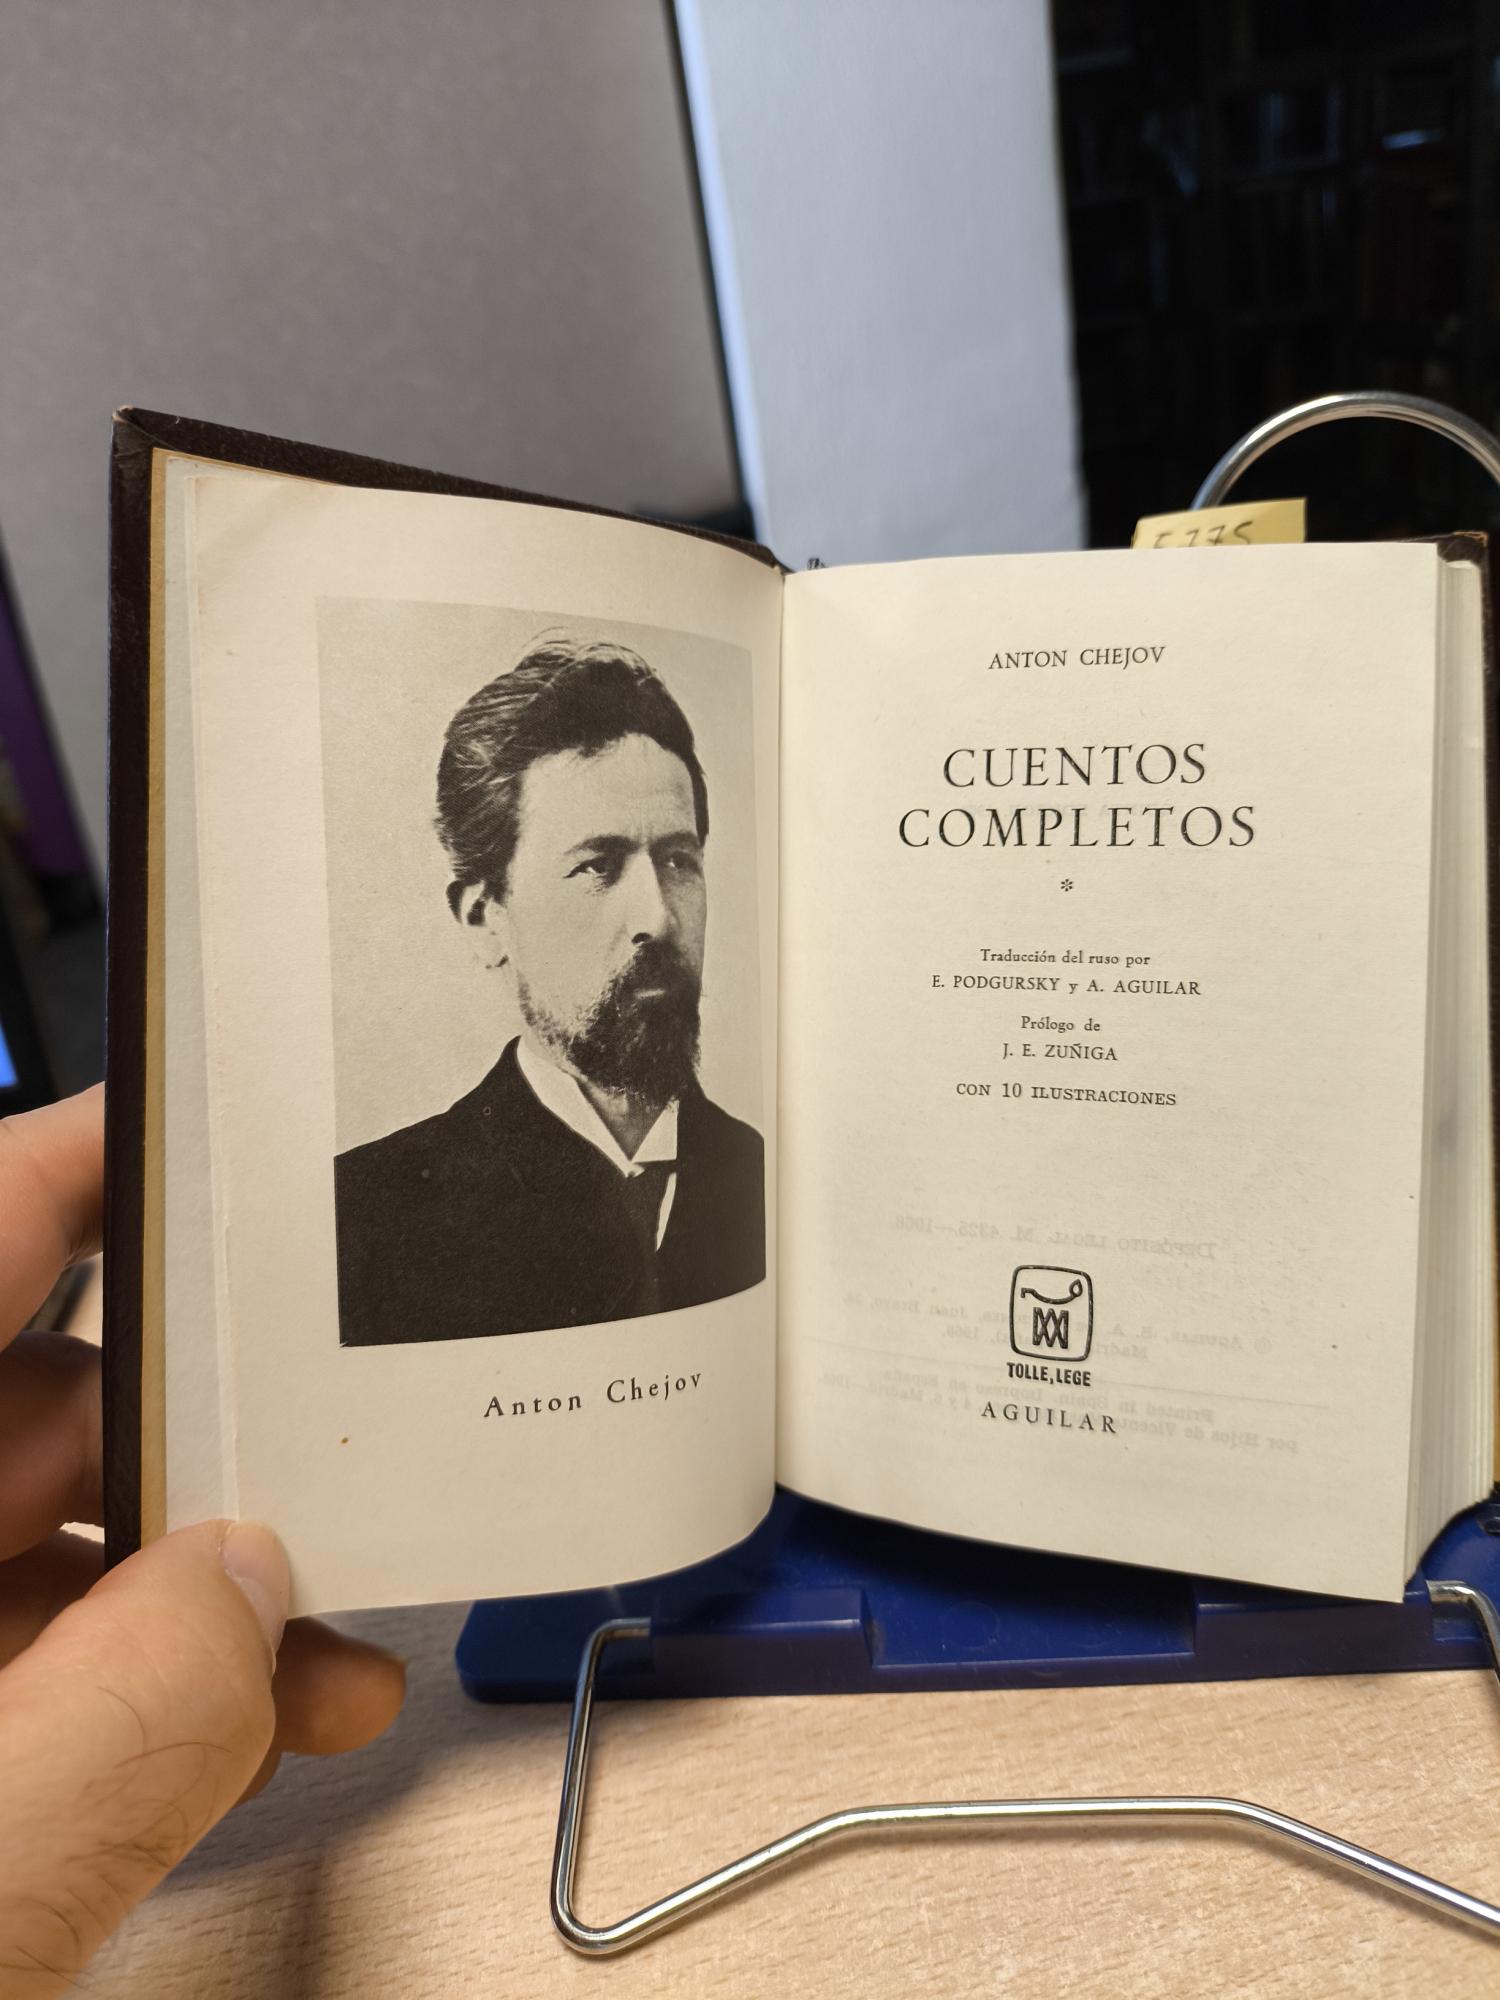 5775
Anton Chejov
ANTON CHEJOV
CUENTOS
COMPLETOS
*
Traducción del ruso por
E. PODGURSKY y A. AGUILAR
Prólogo de
J. E. ZUÑIGA
CON 10 ILUSTRACIONES
TOLLE, LEGE
AGUILAR